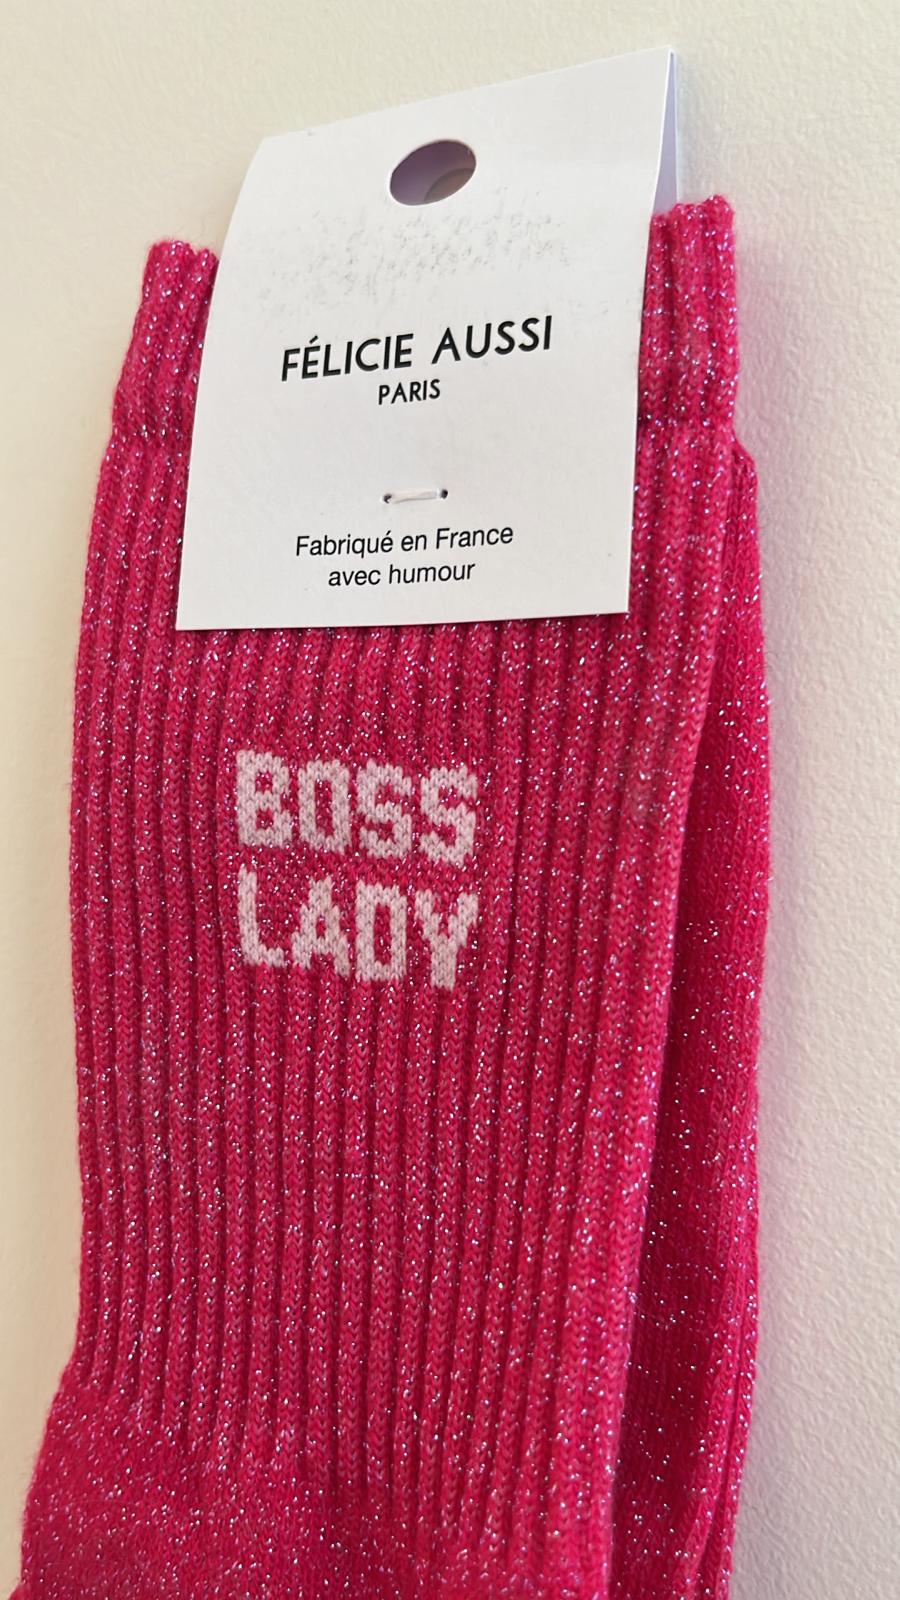 FÉLICIE AUSSI
PARIS
Fabriqué en France
avec humour
BOSS
LADY